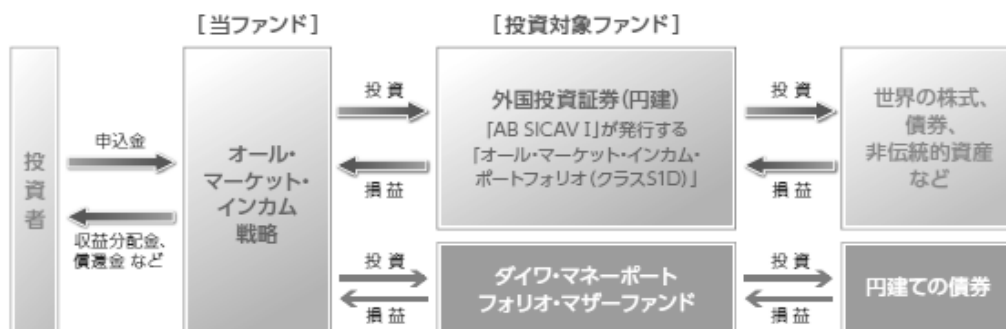 [当ファンド]
[投資対象ファンド]
投資者
申込金
収益分配金、
償還金 など
オール・
マーケット・
インカム
戦略
投 資
損 益
外国投資証券(円建)
「AB SICAV I」が発行する
「オール・マーケット・インカム・
ポートフォリオ(クラスS1D)」
投 資
損 益
世界の株式、
債券、
非伝統的資産
など
投 資
損 益
ダイワ・マネーポート
フォリオ・マザーファンド
投 資
損 益
円建ての債券